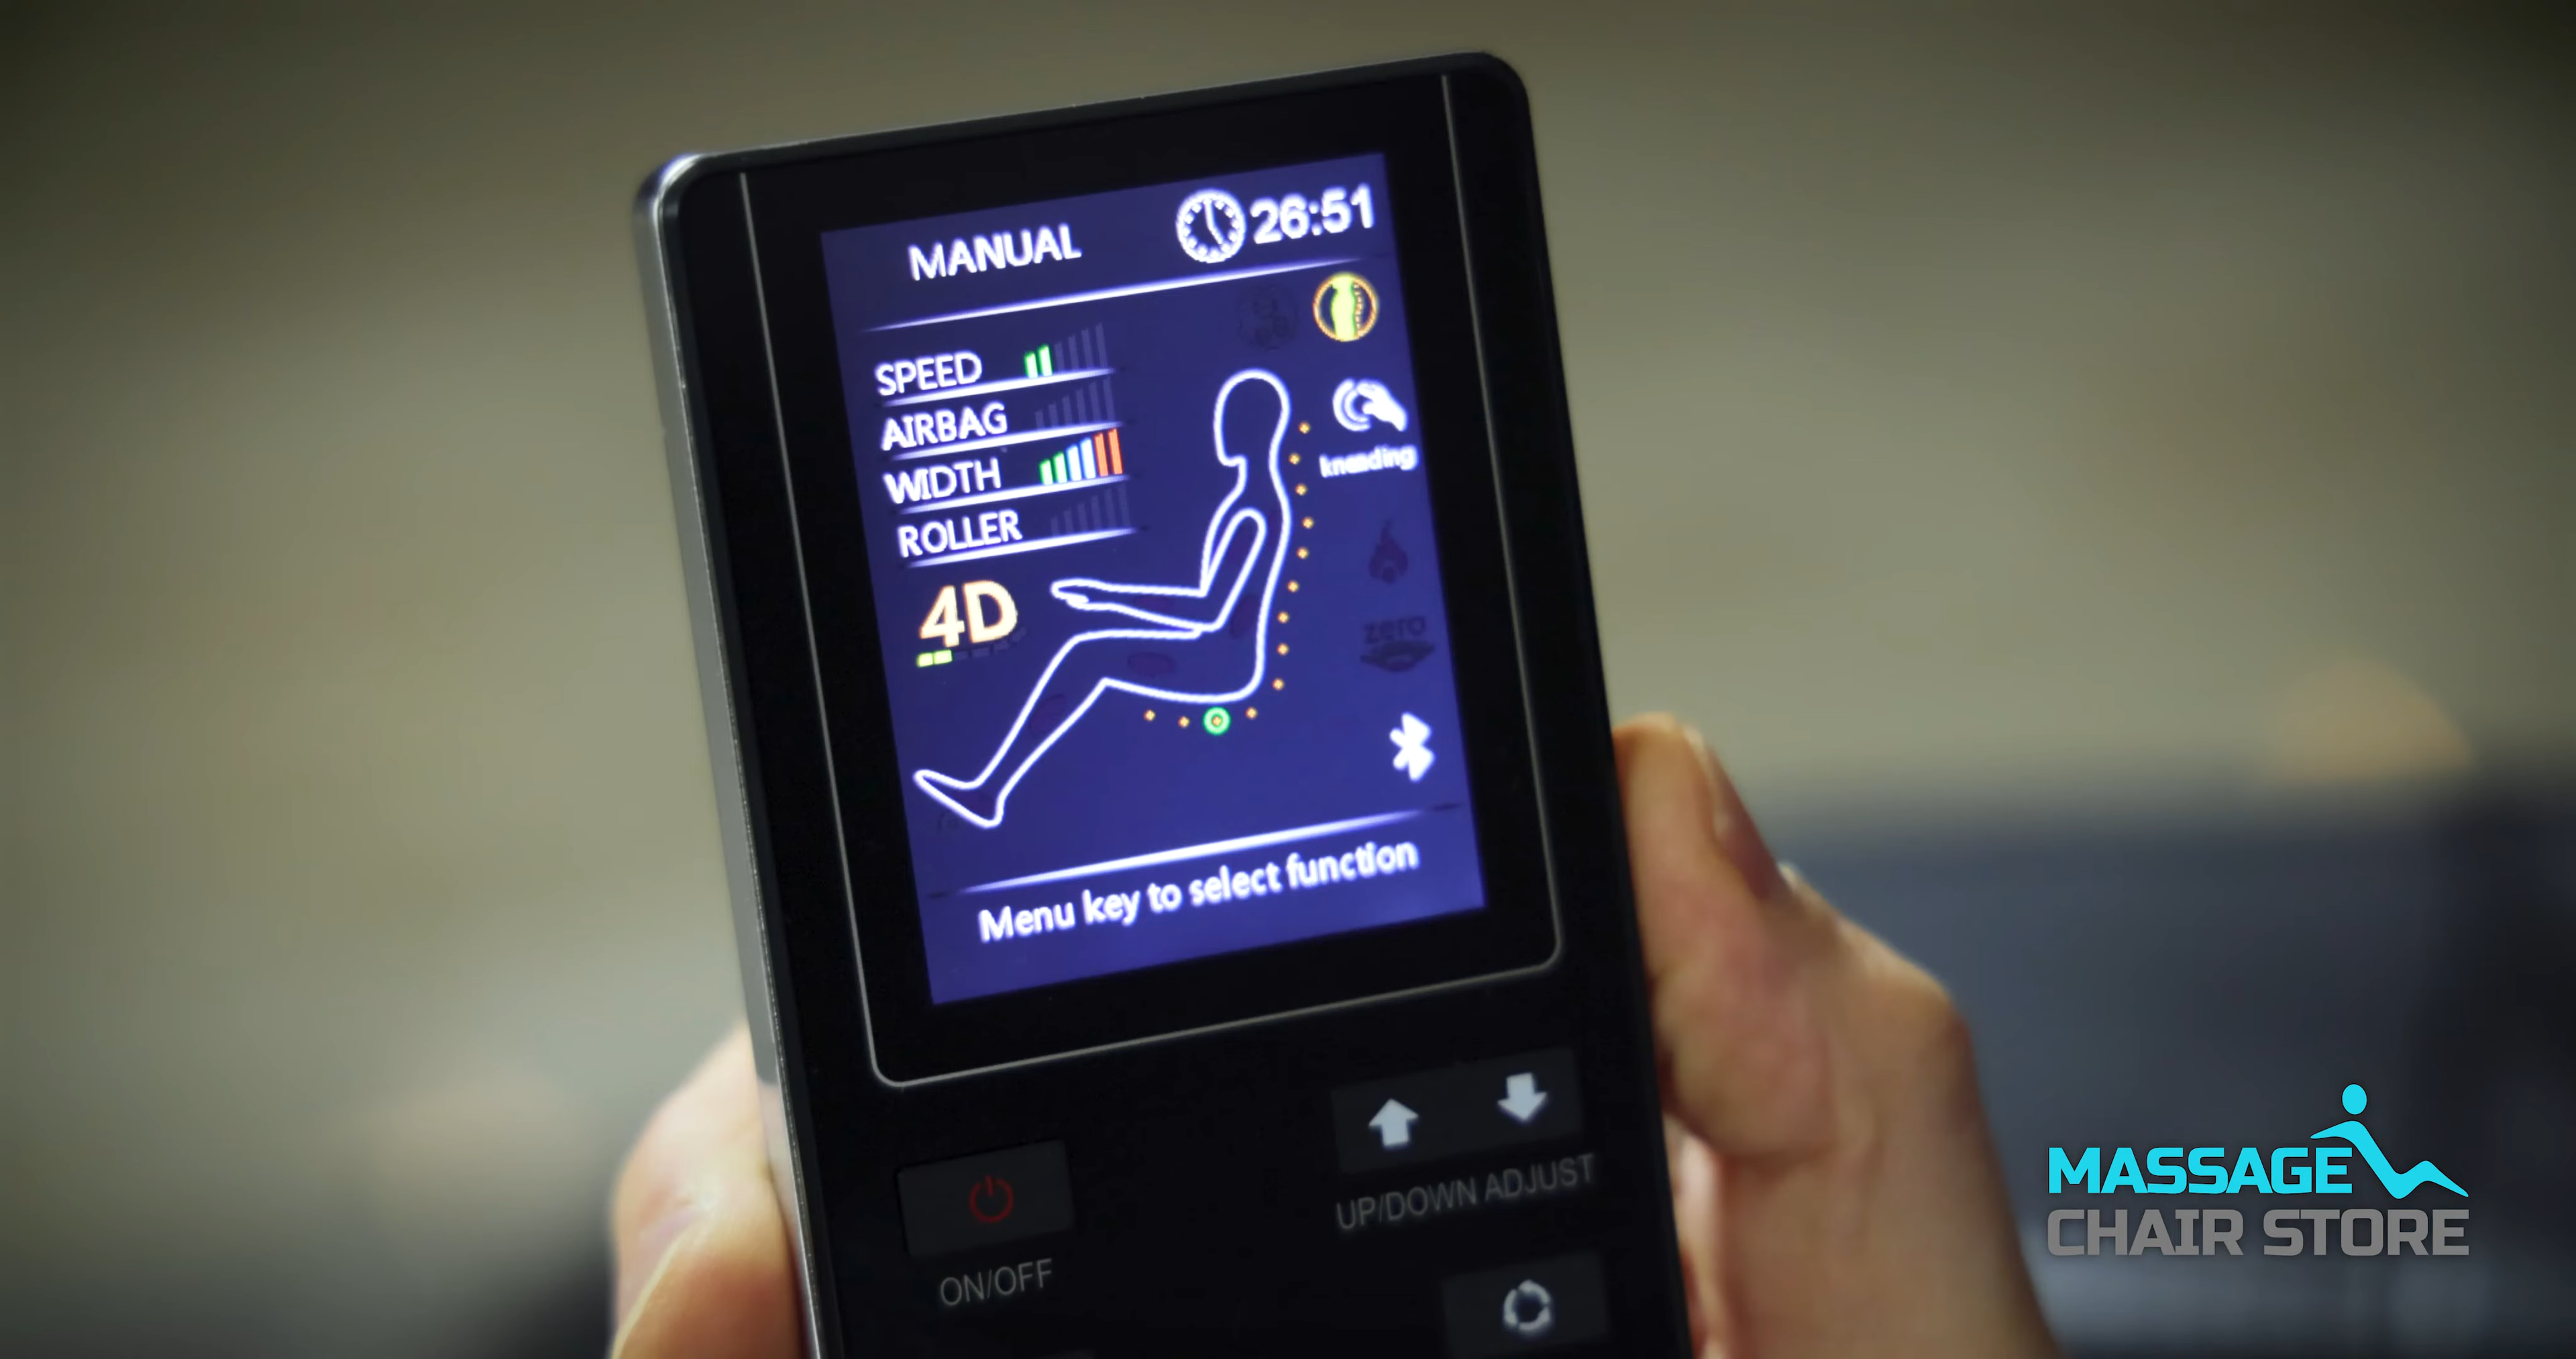 MANUAL 26:51
SPEED
AIRBAG
WIDTH
ROLLER
4D
kneading
zero
Menu key to select function
UP/DOWN ADJUST
ON/OFF
MASSAGE
CHAIR STORE